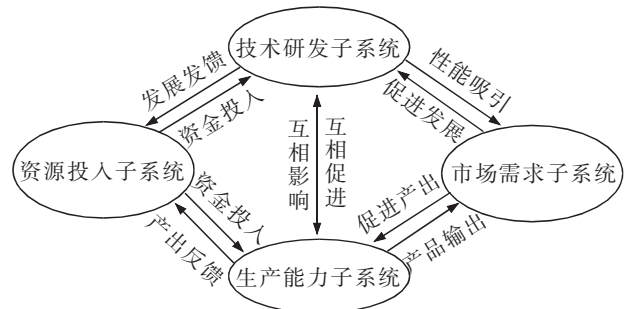 技术研发子系统
发展发馈
资金投入
性能吸引
促进发展
资源投入子系统
互相影响
互相促进
市场需求子系统
资金投入
产出反馈
促进产出
产品输出
生产能力子系统